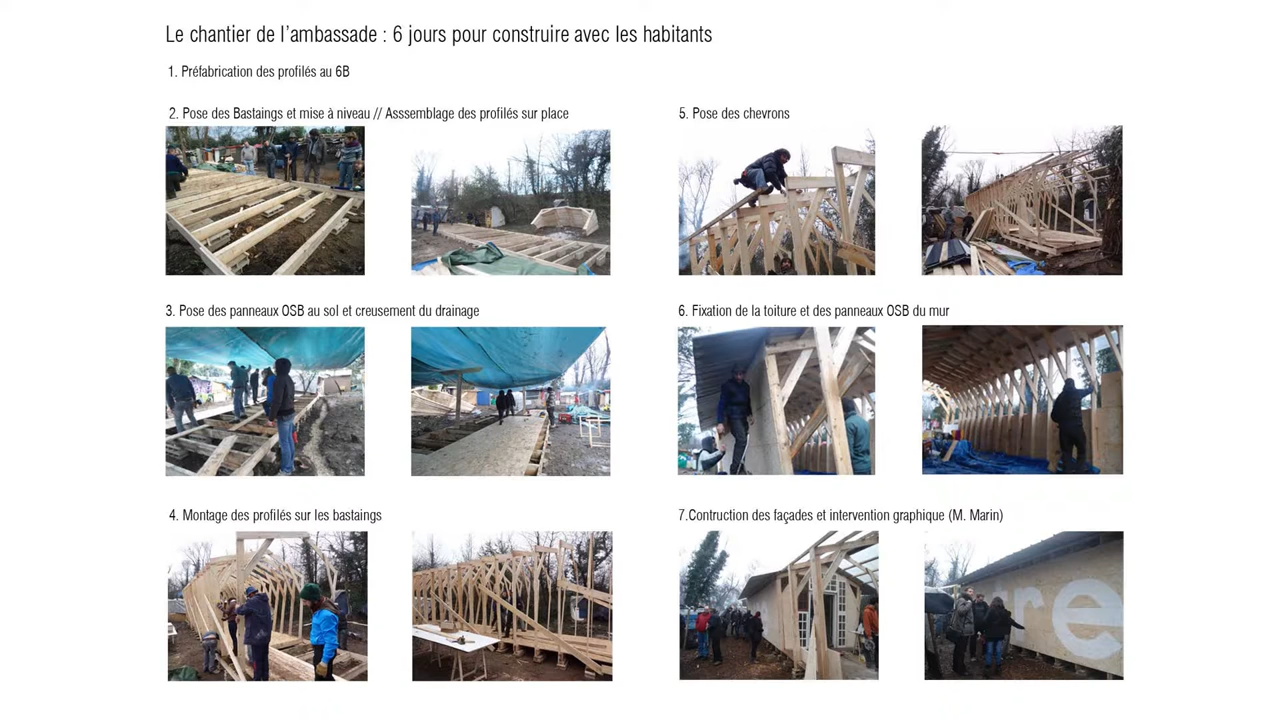 Le chantier de l'ambassade : 6 jours pour construire avec les habitants
1. Préfabrication des profilés au 6B
2. Pose des Bastaings et mise à niveau // Asssemblage des profilés sur place
3. Pose des panneaux OSB au sol et creusement du drainage
4. Montage des profilés sur les bastaings
5. Pose des chevrons
6. Fixation de la toiture et des panneaux OSB du mur
7.Contruction des façades et intervention graphique (M. Marin)
re